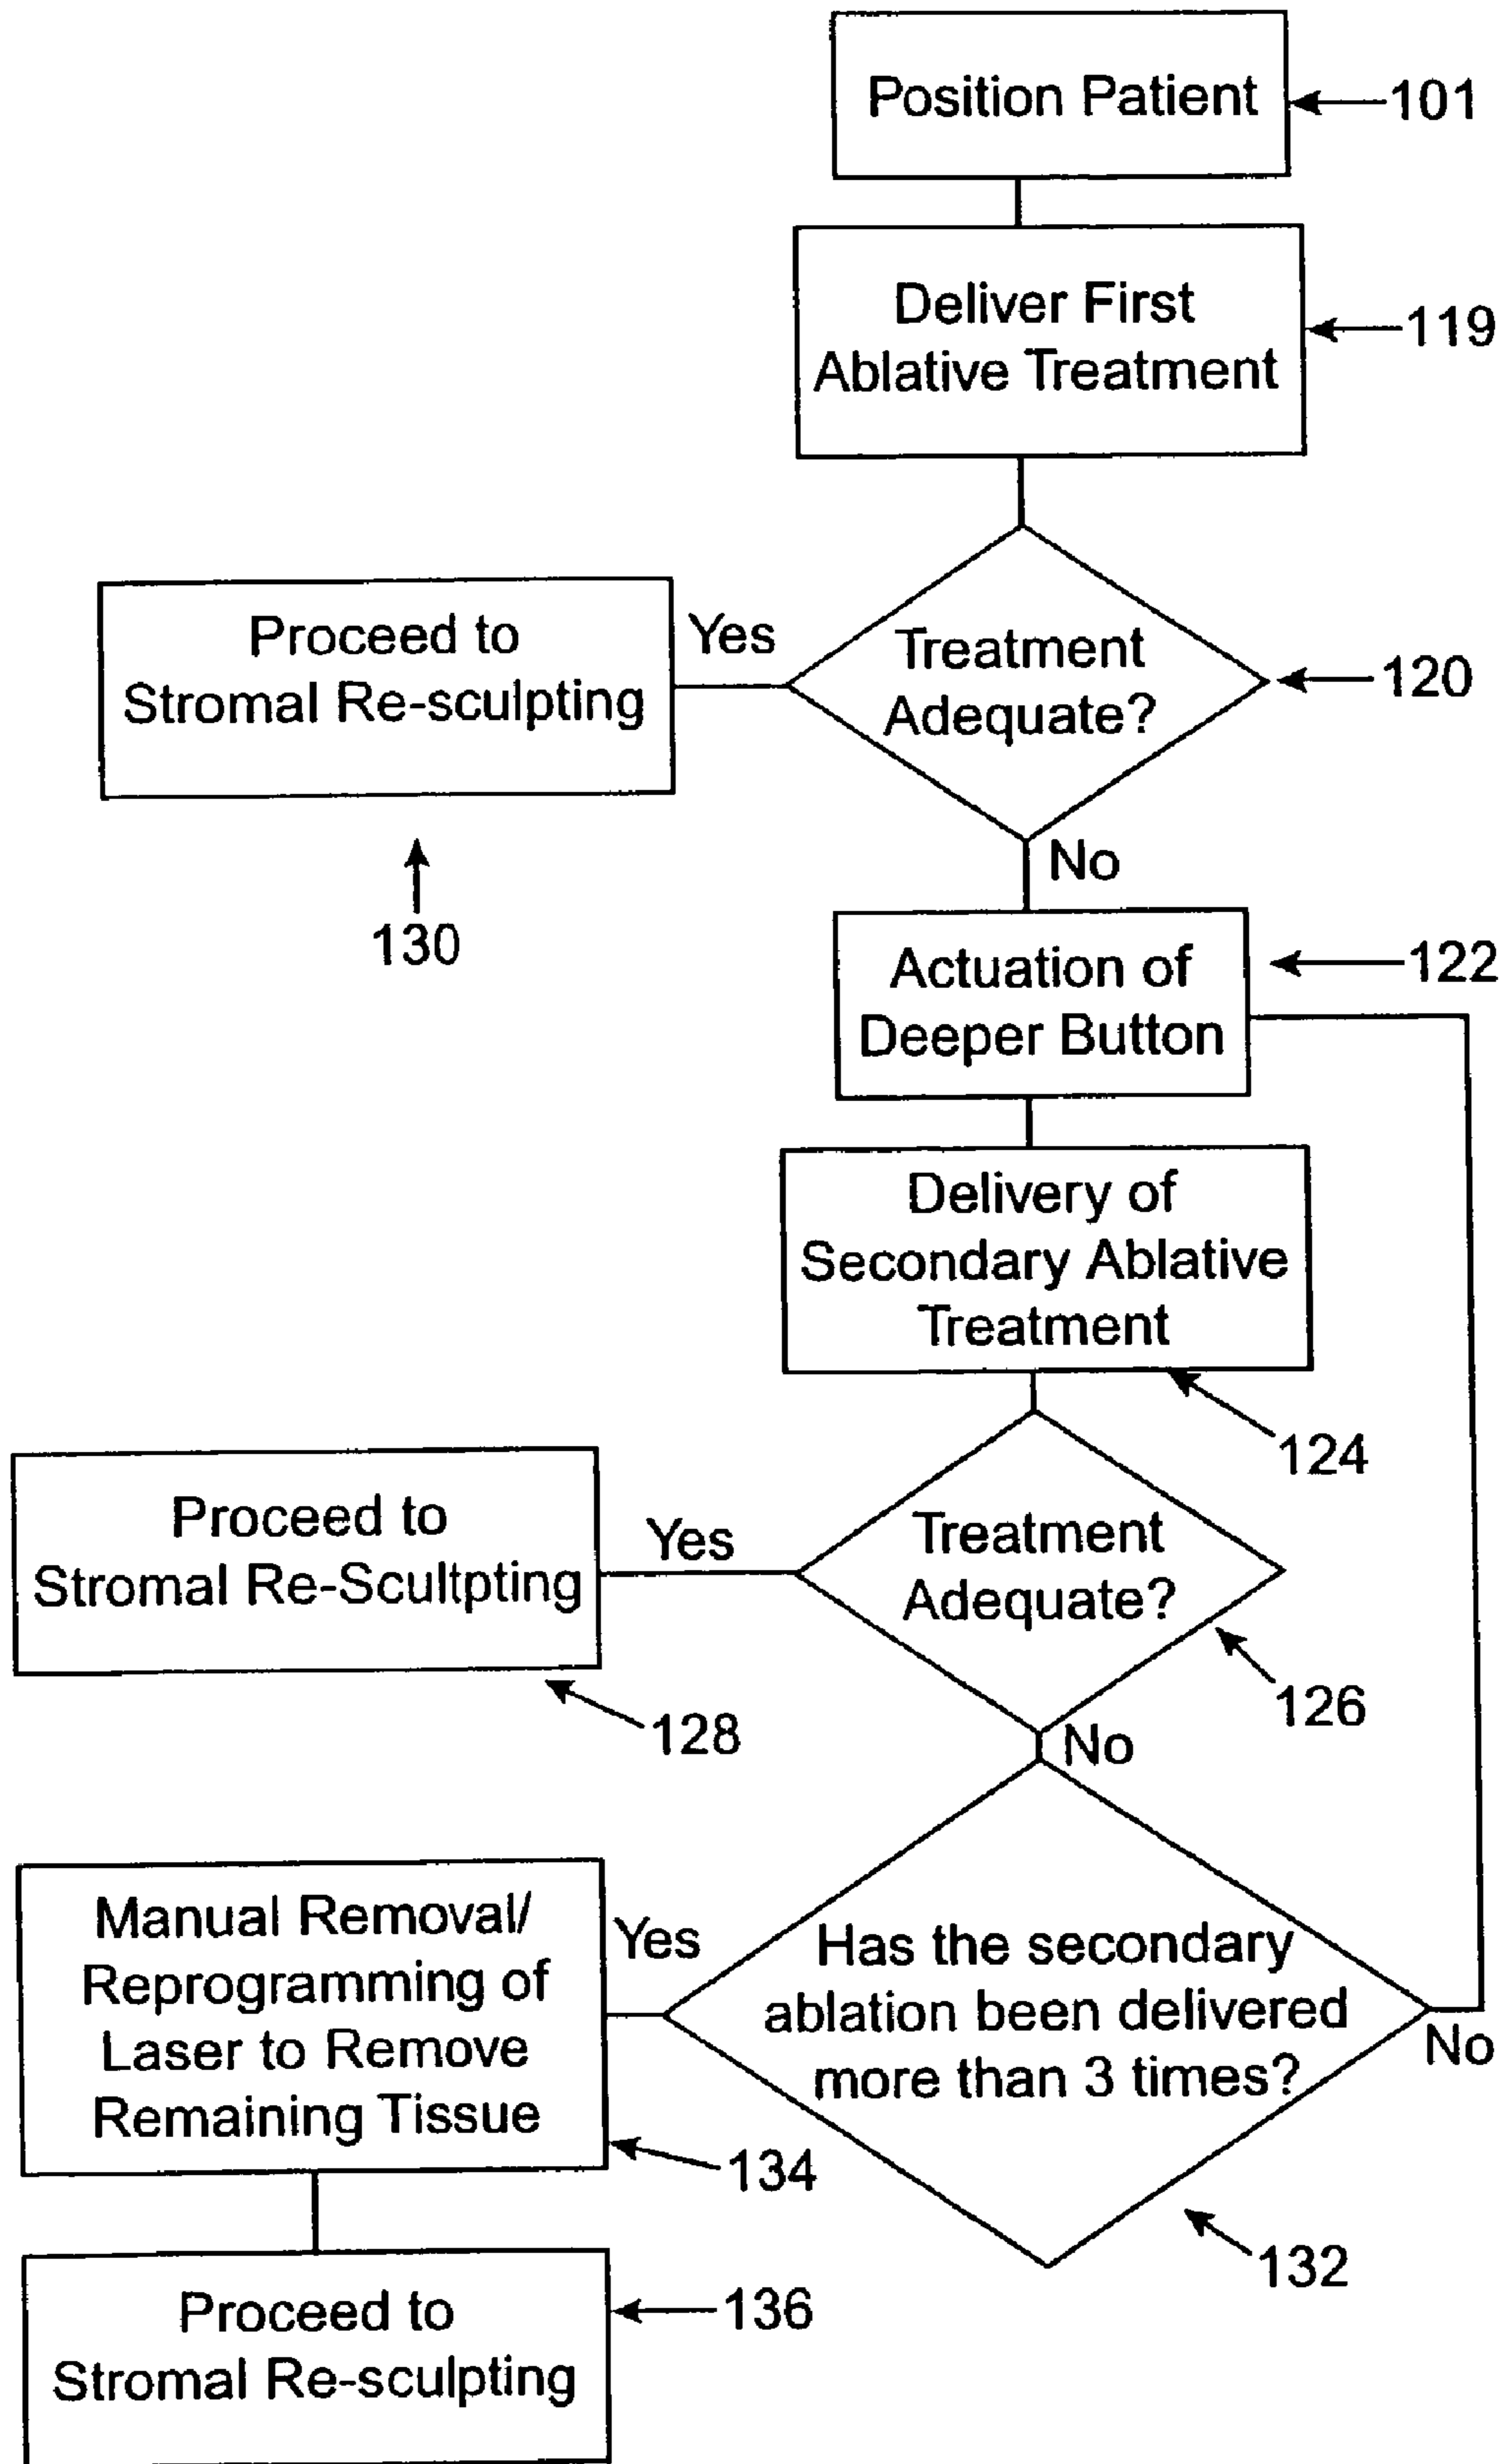 Position Patient
101
Deliver First
Ablative Treatment
119
Treatment
Adequate?
120
Yes
Proceed to
Stromal Re-sculpting
130
No
Actuation of
Deeper Button
122
Delivery of
Secondary Ablative
Treatment
124
Treatment
Adequate?
126
Yes
Proceed to
Stromal Re-Scultpting
128
No
Has the secondary
ablation been delivered
more than 3 times?
132
No
Yes
Manual Removal/
Reprogramming of
Laser to Remove
Remaining Tissue
134
Proceed to
Stromal Re-sculpting
136